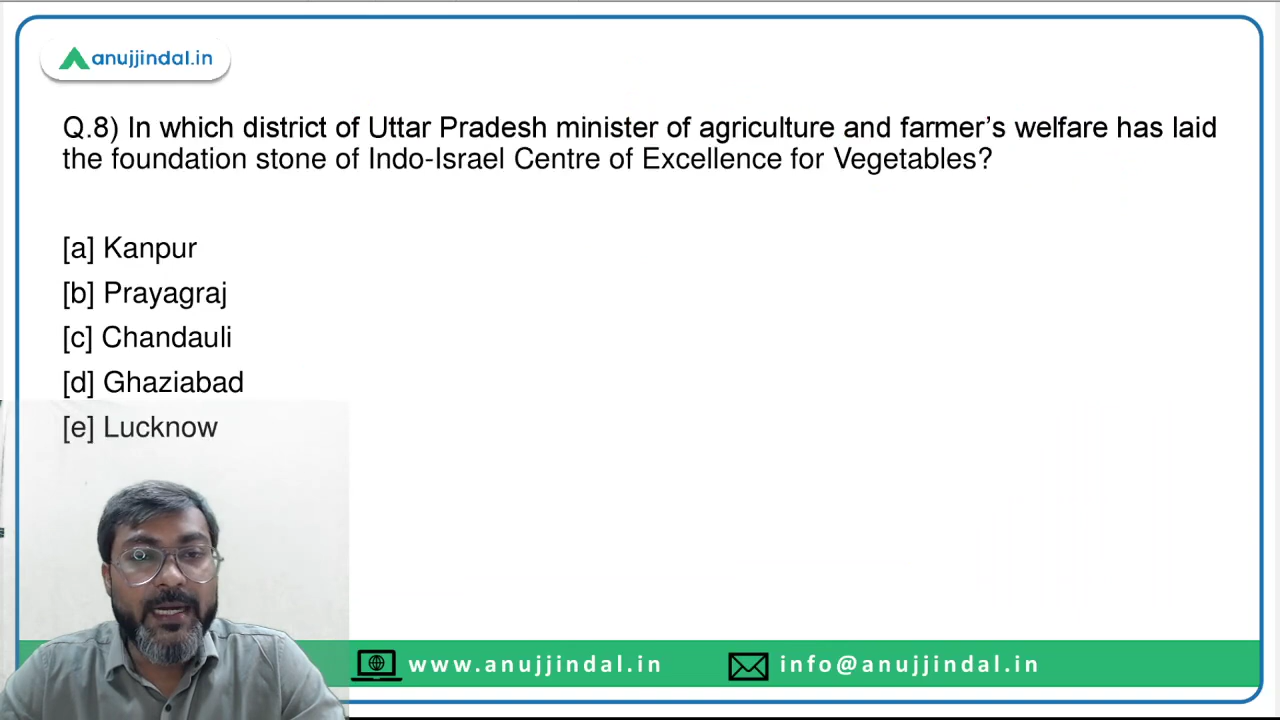 anujjindal.in
Q.8) In which district of Uttar Pradesh minister of agriculture and farmer’s welfare has laid
the foundation stone of Indo-Israel Centre of Excellence for Vegetables?
[a] Kanpur
[b] Prayagraj
[c] Chandauli
[d] Ghaziabad
[e] Lucknow
www.anujjindal.in info@anujjindal.in